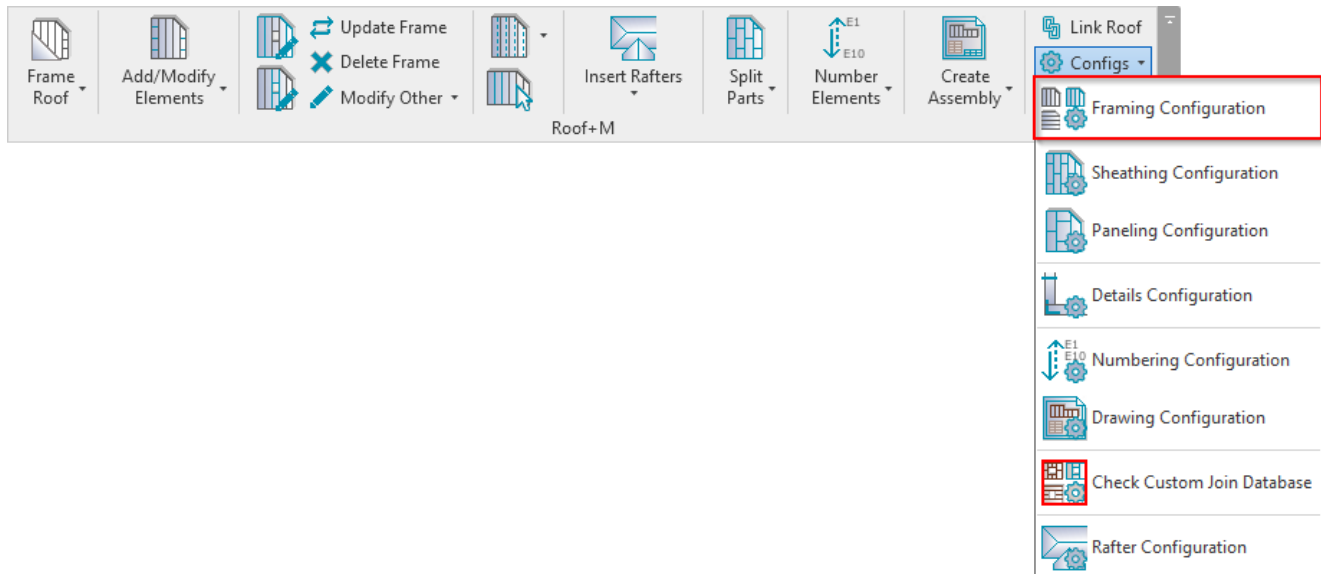 Frame
Roof
Add/Modify
Elements
Update Frame
Delete Frame
Modify Other
Insert Rafters
Split
Parts
E1
E10
Number
Elements
Create
Assembly
Link Roof
Configs
Roof+M
Framing Configuration
Sheathing Configuration
Paneling Configuration
Details Configuration
E1
E10
Numbering Configuration
Drawing Configuration
Check Custom Join Database
Rafter Configuration